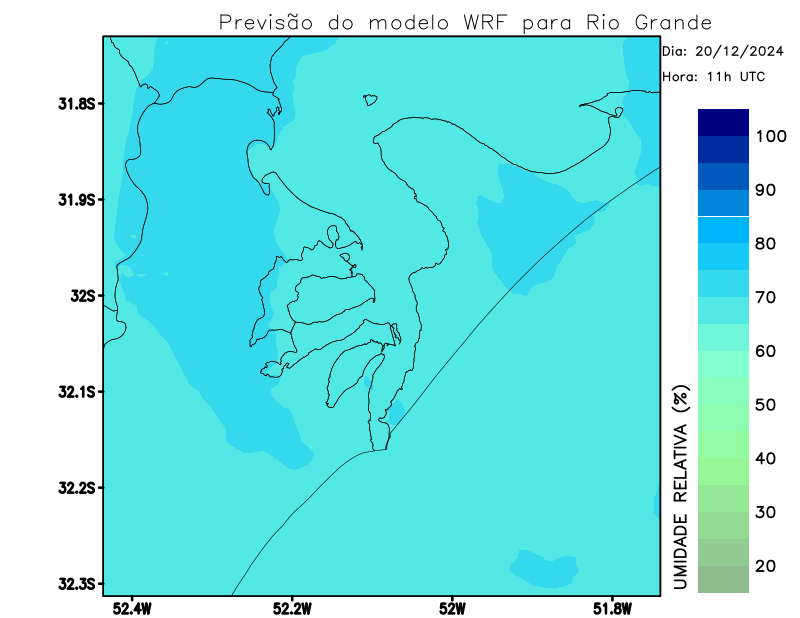 Previsão do modelo WRF para Rio Grande
Dia: 20/12/2024
Hora: 11h UTC
31.8S
31.9S
32S
32.1S
32.2S
32.3S
52.4W
52.2W
52W
51.8W
100
90
80
70
60
50
40
30
20
UMIDADE RELATIVA (%)